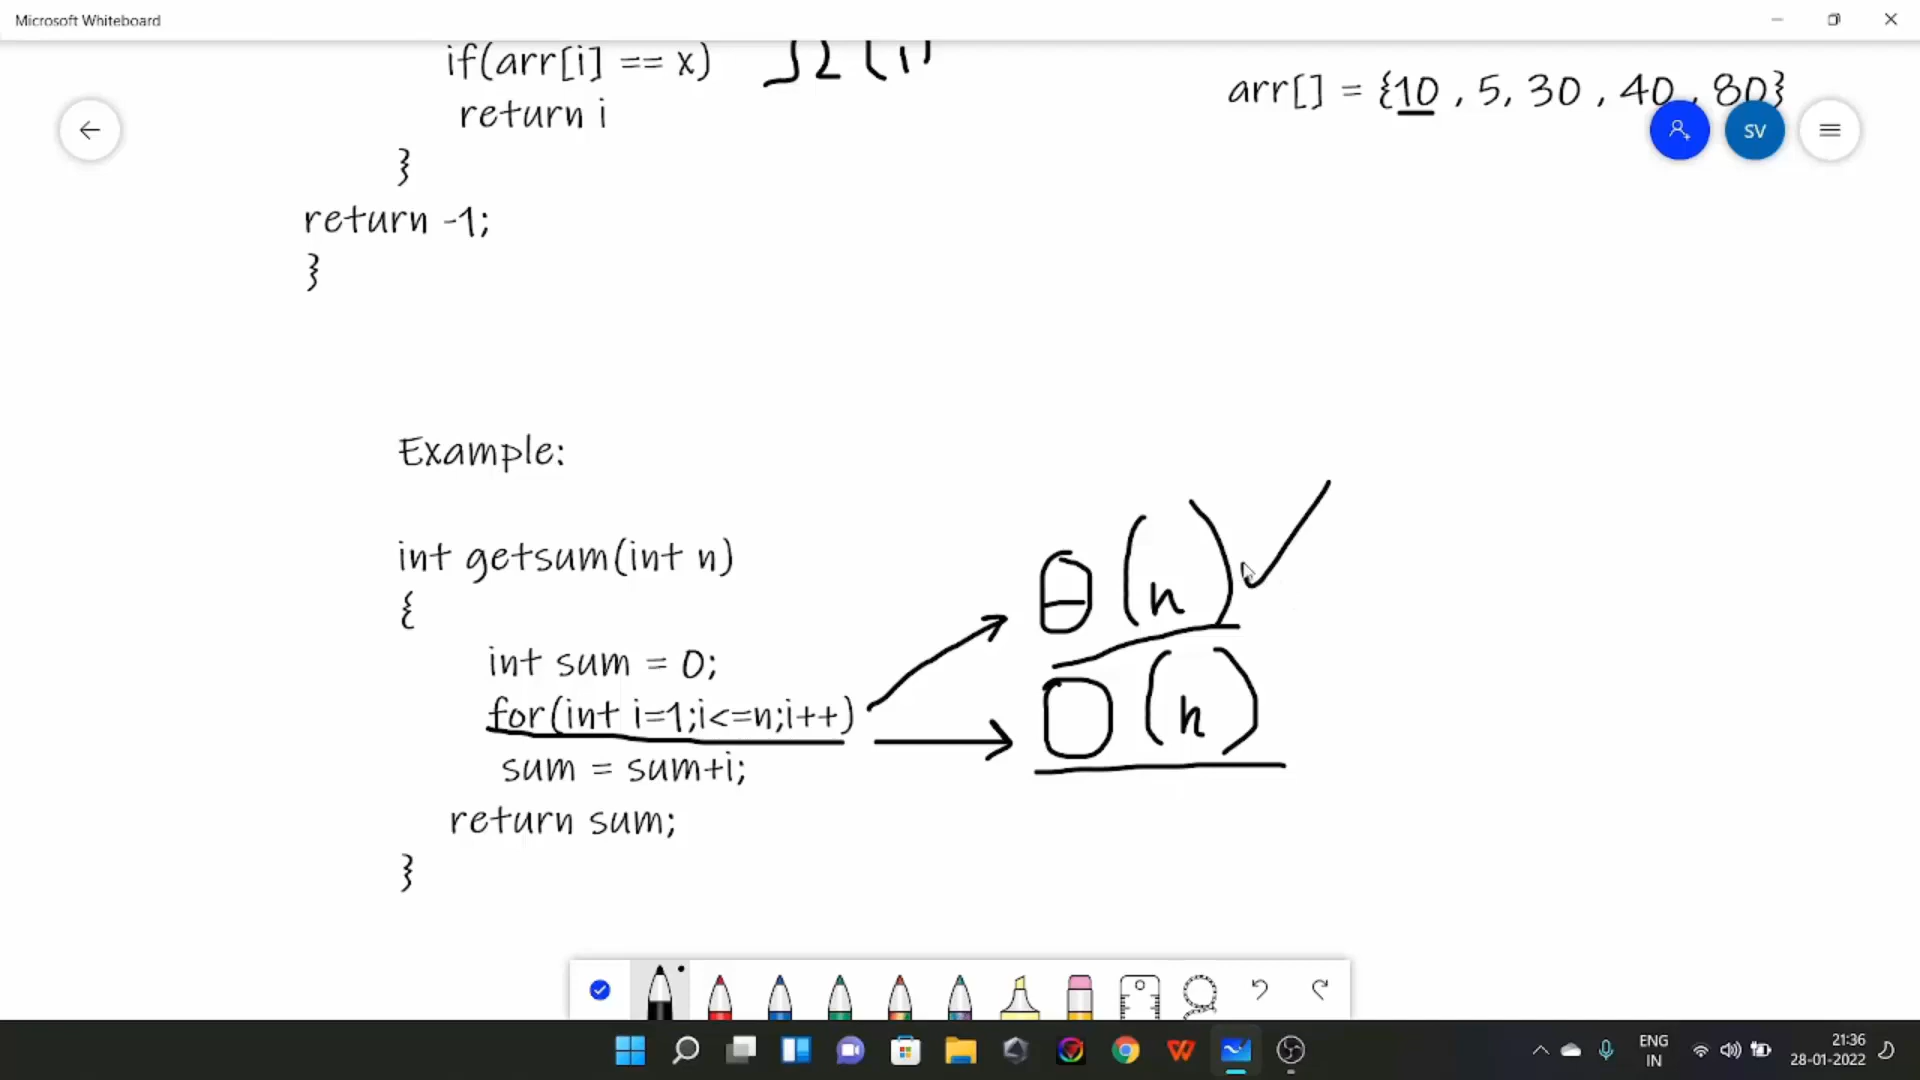 Microsoft Whiteboard
if(arr[i] == x)
return i
}
return -1;
}
arr[] = {10 , 5, 30 , 40 , 80}
SV
Example:
int getsum(int n)
{
int sum = 0;
for(int i=1;i<=n;i++)
sum = sum+i;
return sum;
}
θ (n)
O (n)
ENG
IN
21:36
28-01-2022